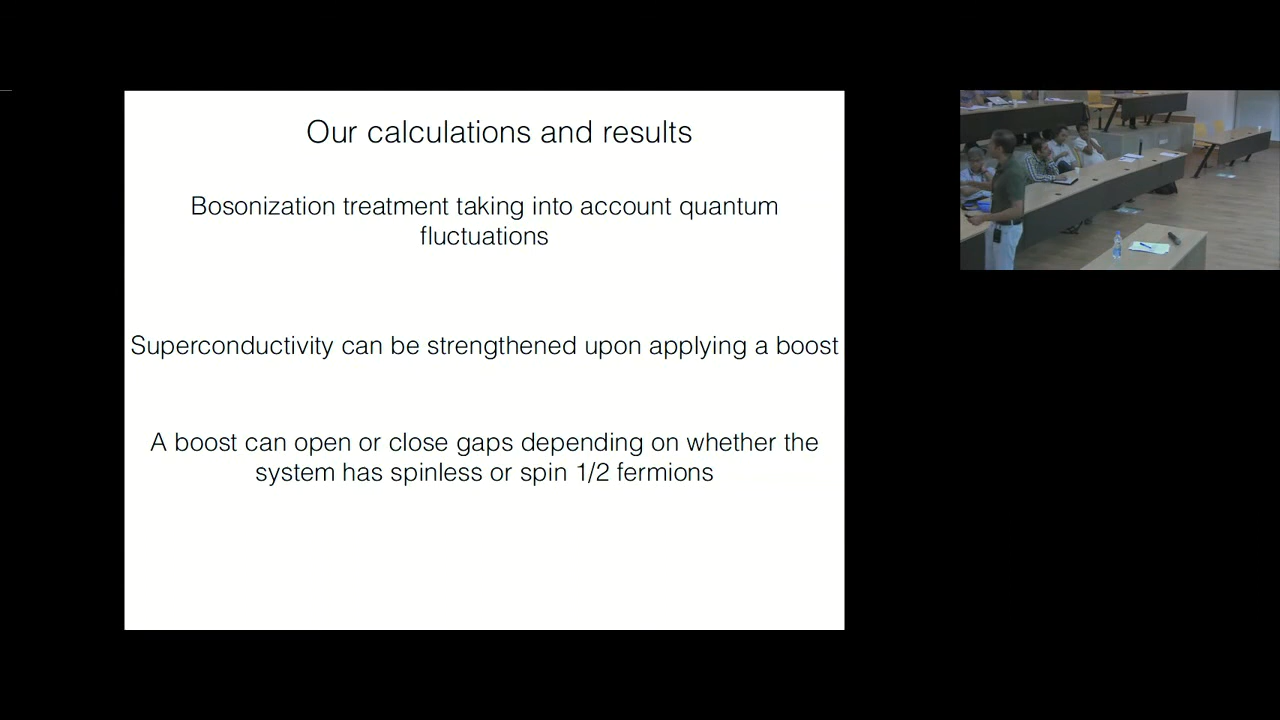 Our calculations and results
Bosonization treatment taking into account quantum
fluctuations
Superconductivity can be strengthened upon applying a boost
A boost can open or close gaps depending on whether the
system has spinless or spin 1/2 fermions